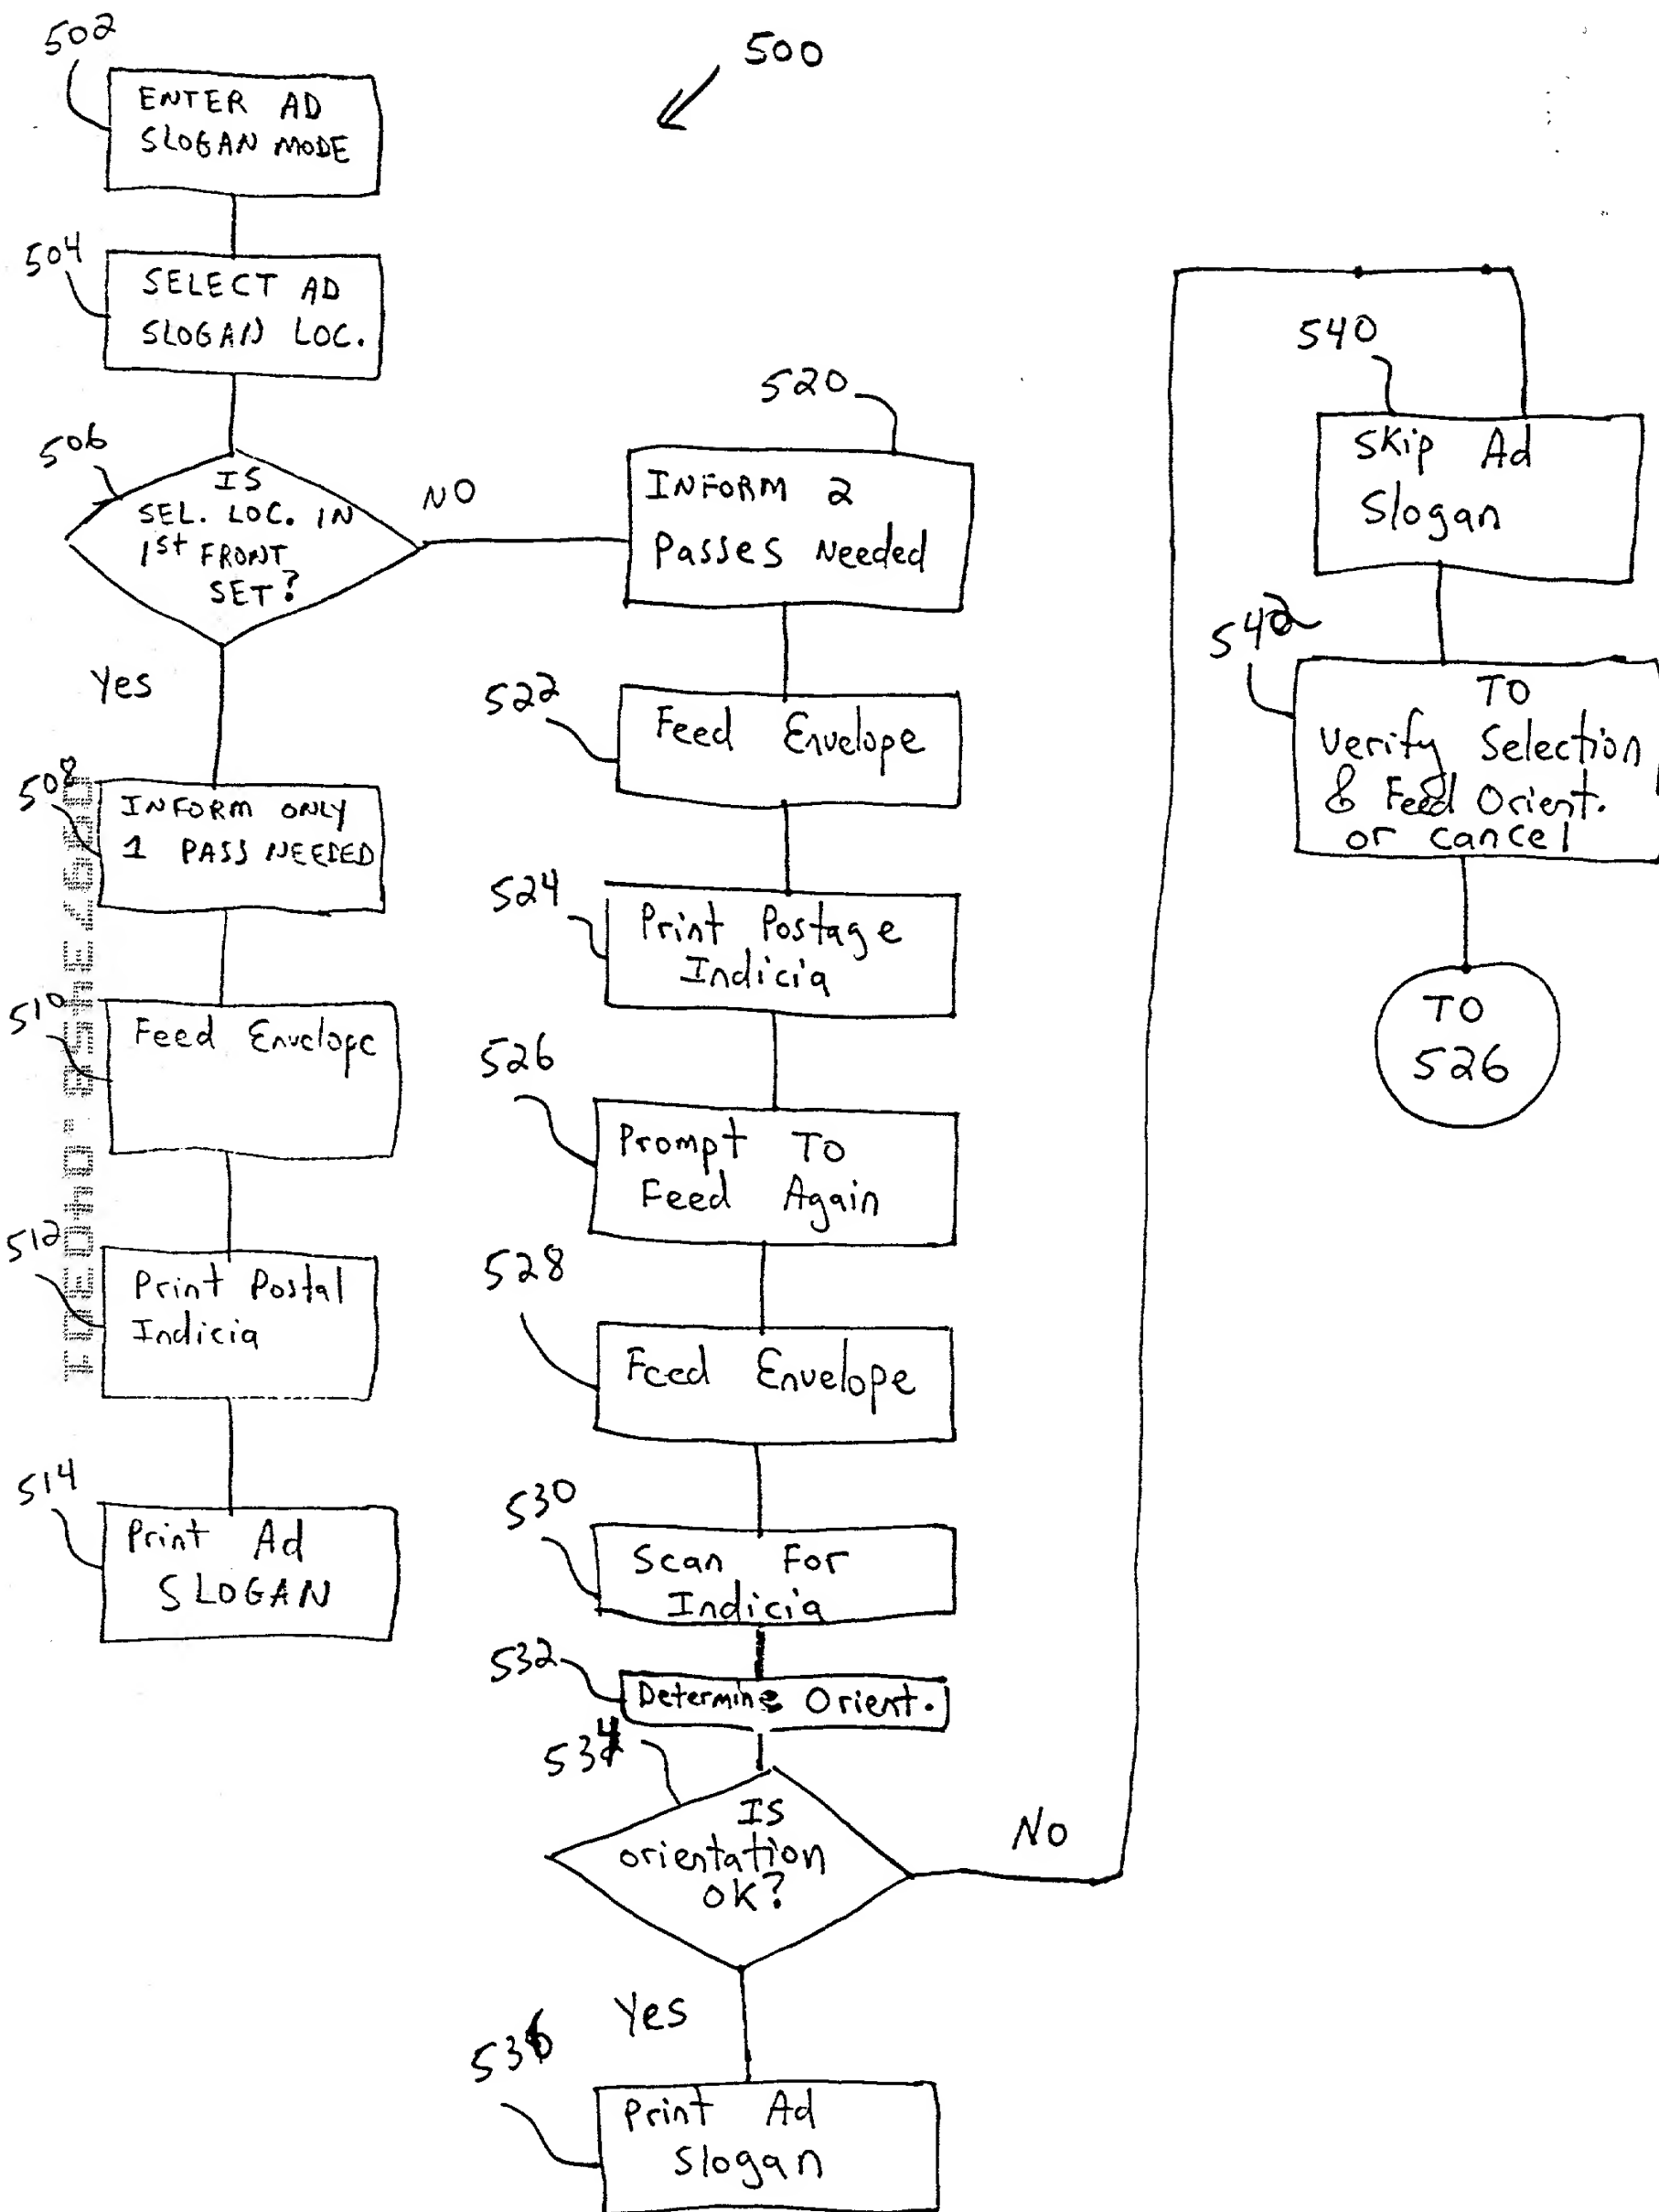 500
502
ENTER AD
SLOGAN MODE
504
SELECT AD
SLOGAN LOC.
506
IS
SEL. LOC. IN
1st FRONT
SET?
NO
Yes
508
INFORM ONLY
1 PASS NEEDED
510
Feed Envelope
512
Print Postal
Indicia
514
Print Ad
SLOGAN
520
INFORM 2
Passes Needed
522
Feed Envelope
524
Print Postage
Indicia
526
Prompt TO
Feed Again
528
Feed Envelope
530
Scan For
Indicia
532
Determine Orient.
534
IS
orientation
OK?
No
Yes
536
Print Ad
Slogan
540
Skip Ad
Slogan
542
TO
Verify Selection
& Feed Orient.
or cancel
TO
526